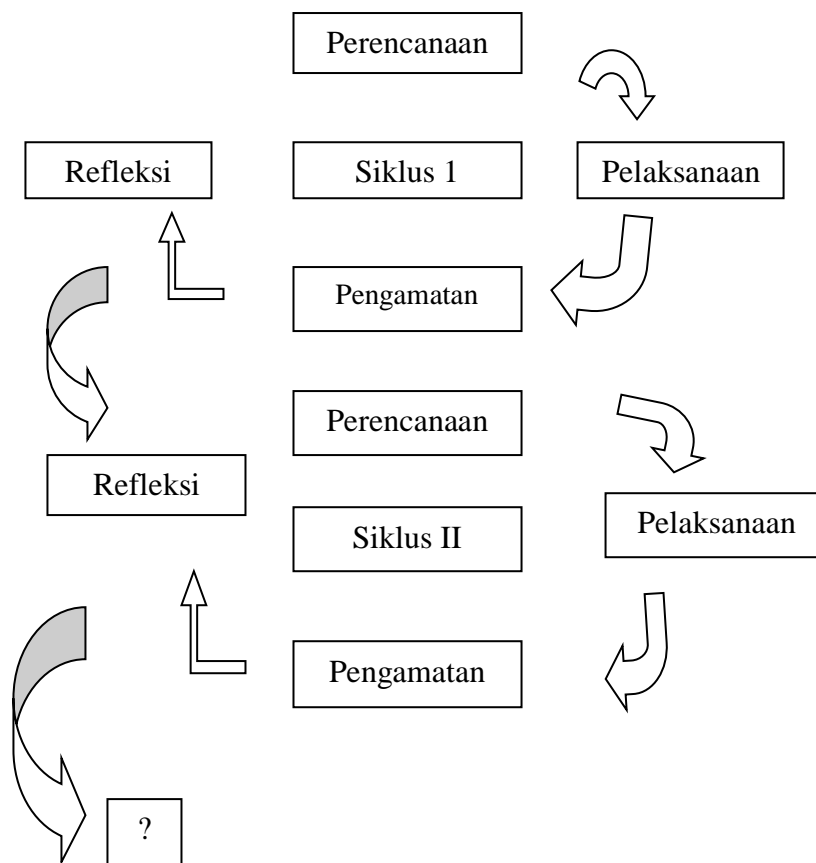 Perencanaan
Refleksi
Siklus 1
Pelaksanaan
Pengamatan
Perencanaan
Refleksi
Siklus II
Pelaksanaan
Pengamatan
?